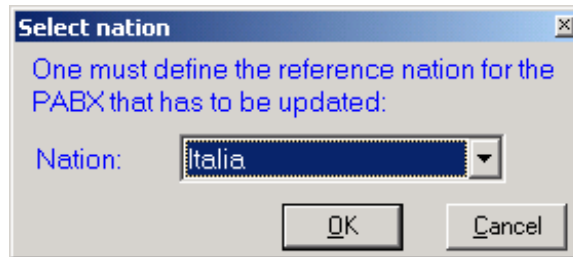 Select nation
One must define the reference nation for the
PABX that has to be updated:
Nation: Italia
OK Cancel